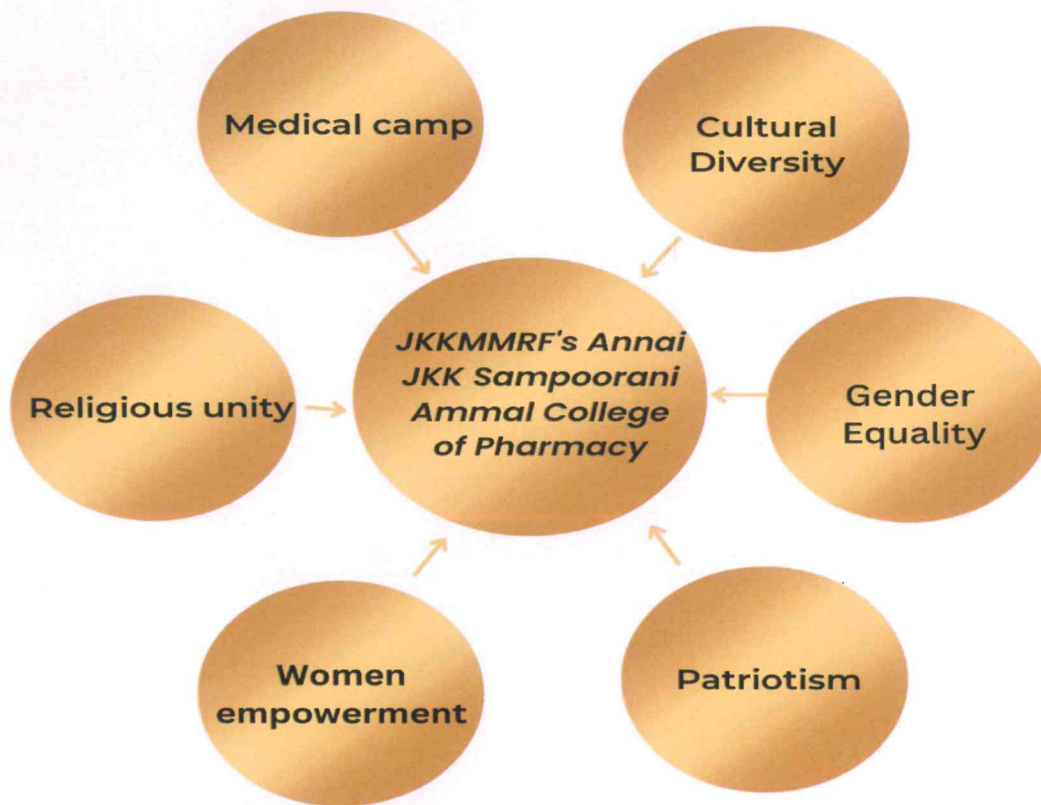 Medical camp
Cultural
Diversity
JKKMMRF's Annai
JKK Sampoorani
Ammal College
of Pharmacy
Religious unity
Gender
Equality
Women
empowerment
Patriotism